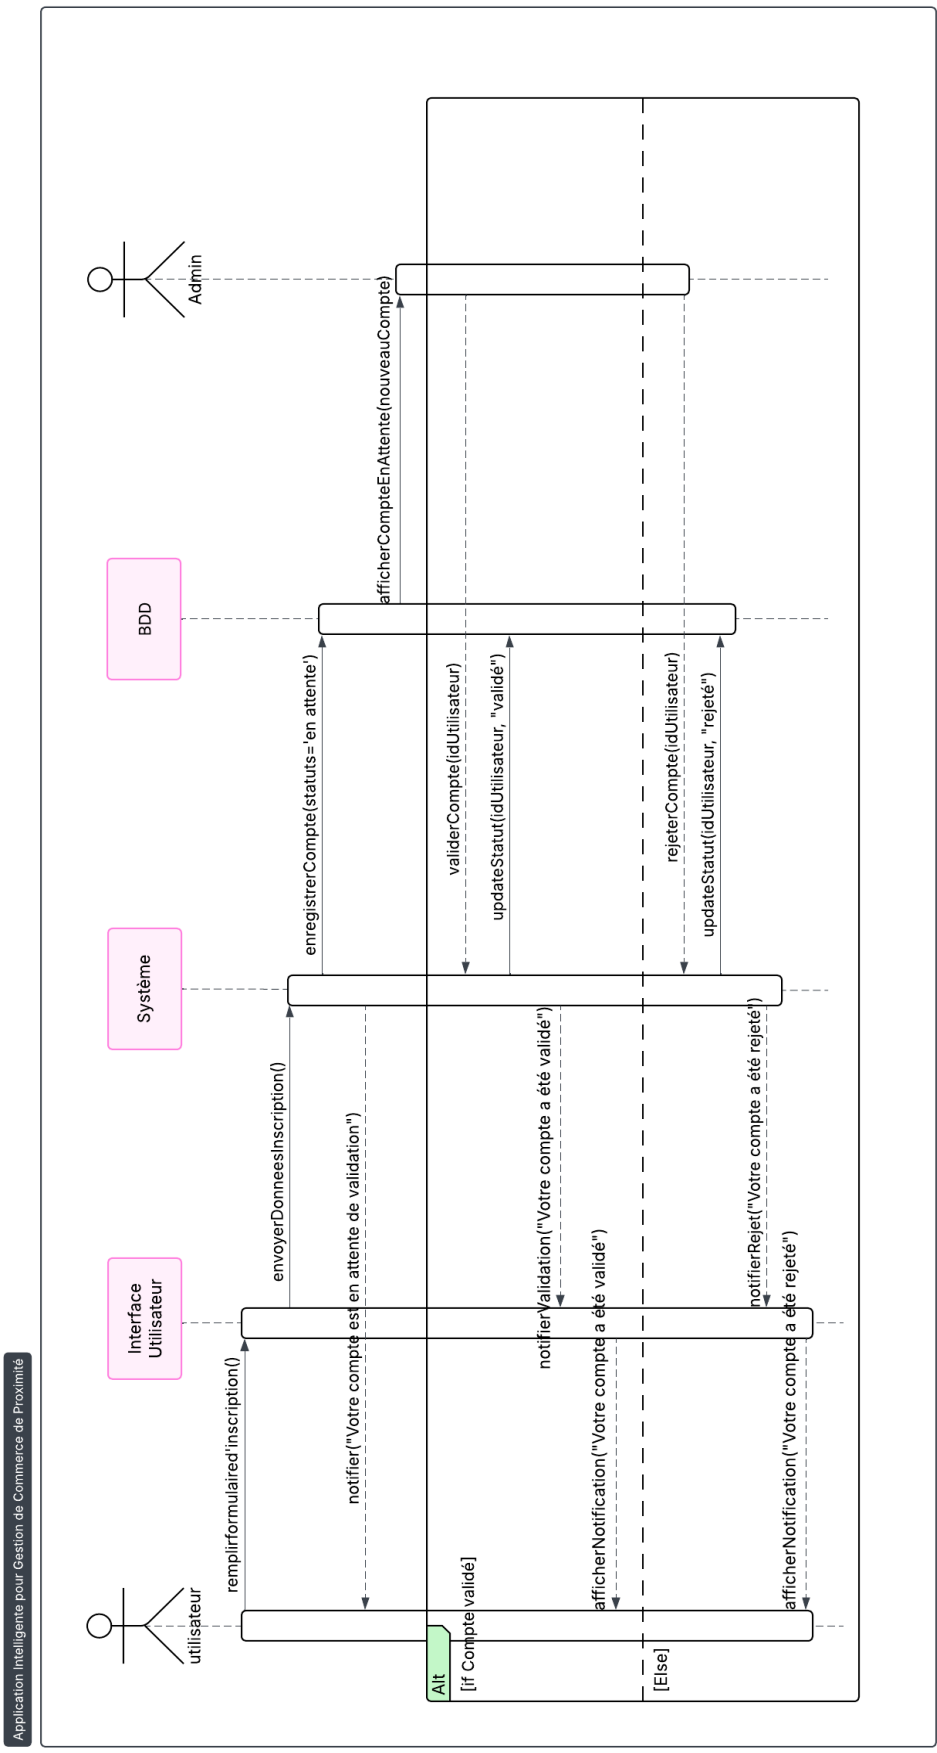 Application Intelligente pour Gestion de Commerce de Proximité
utilisateur
Interface
Utilisateur
Système
BDD
Admin
remplirformulaired'inscription()
envoyerDonneesInscription()
enregistrerCompte(statuts='en attente')
notifier("Votre compte est en attente de validation")
afficherCompteEnAttente(nouveauCompte)
Alt
[if Compte validé]
validerCompte(idUtilisateur)
updateStatut(idUtilisateur, "validé")
notifierValidation("Votre compte a été validé")
afficherNotification("Votre compte a été validé")
[Else]
rejeterCompte(idUtilisateur)
updateStatut(idUtilisateur, "rejeté")
notifierRejet("Votre compte a été rejeté")
afficherNotification("Votre compte a été rejeté")